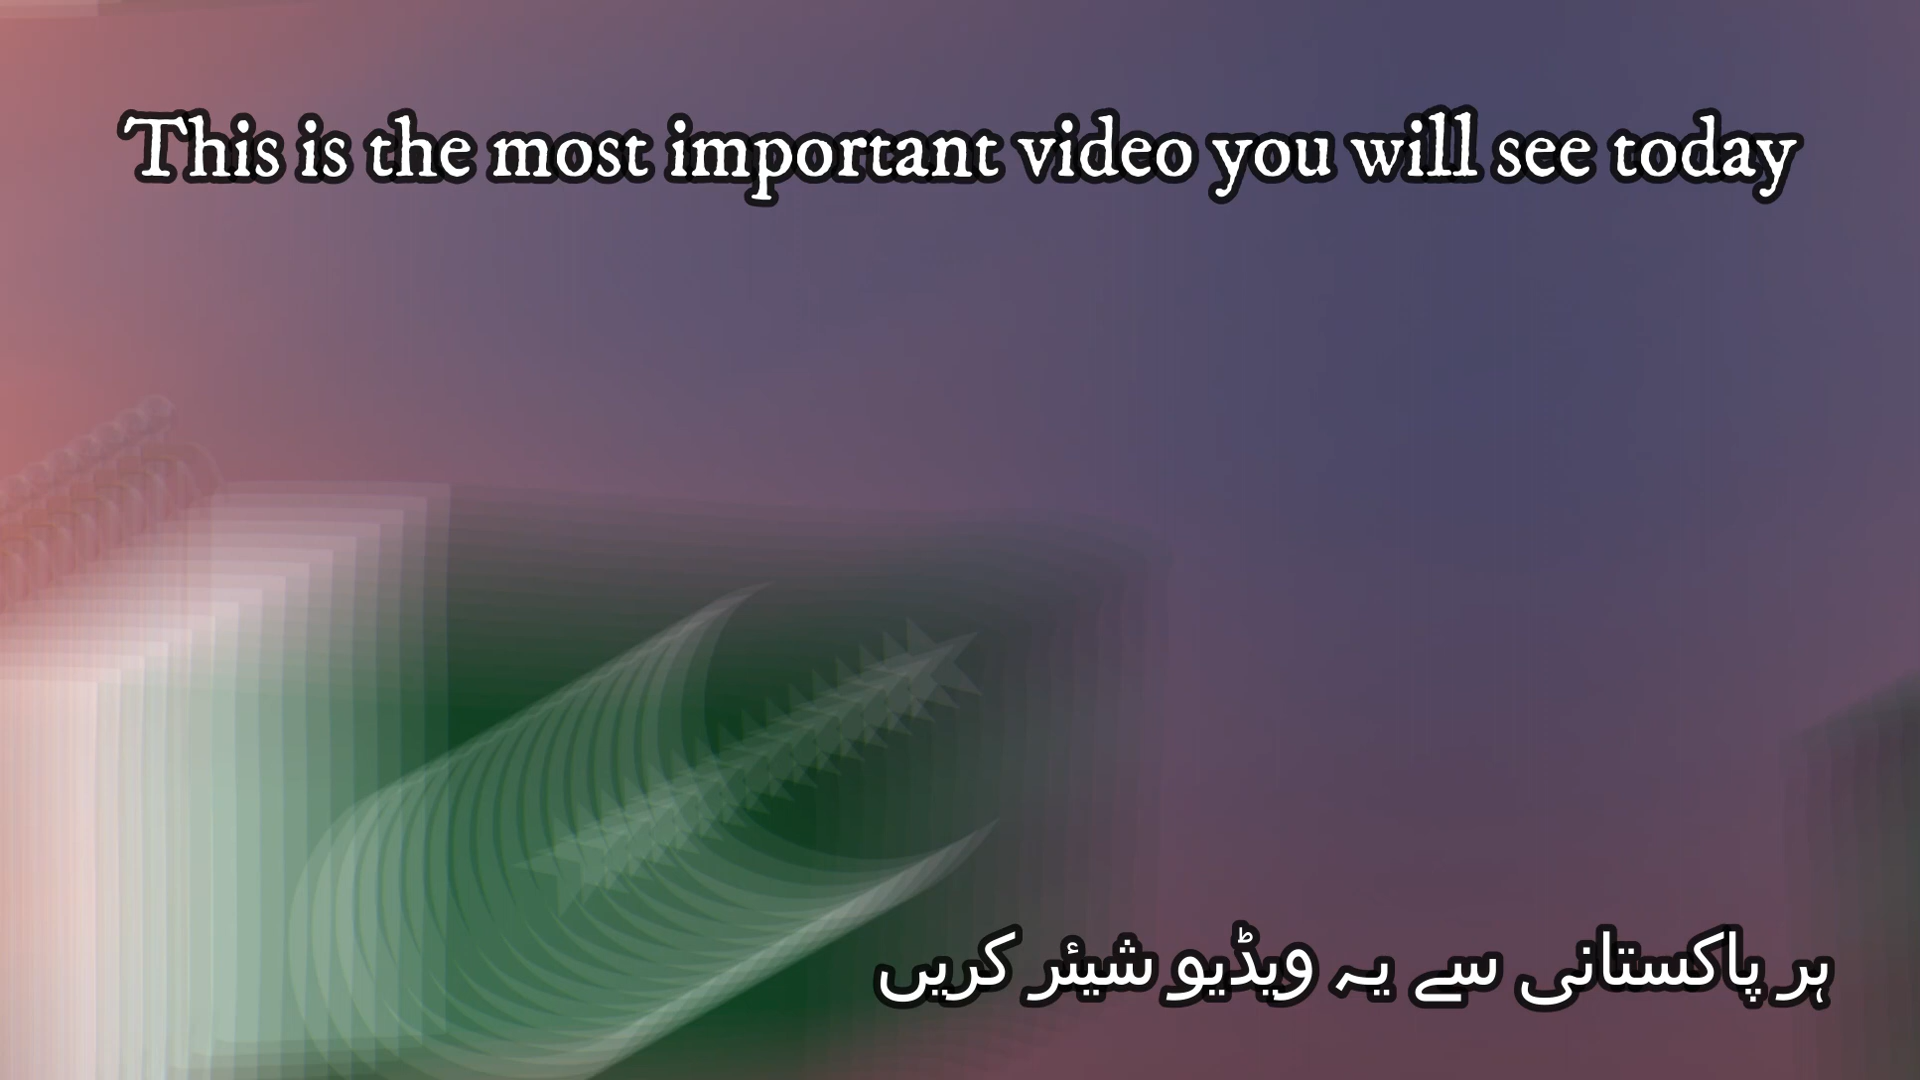 This is the most important video you will see today
ہر پاکستانی سے یہ ویڈیو شیئر کریں